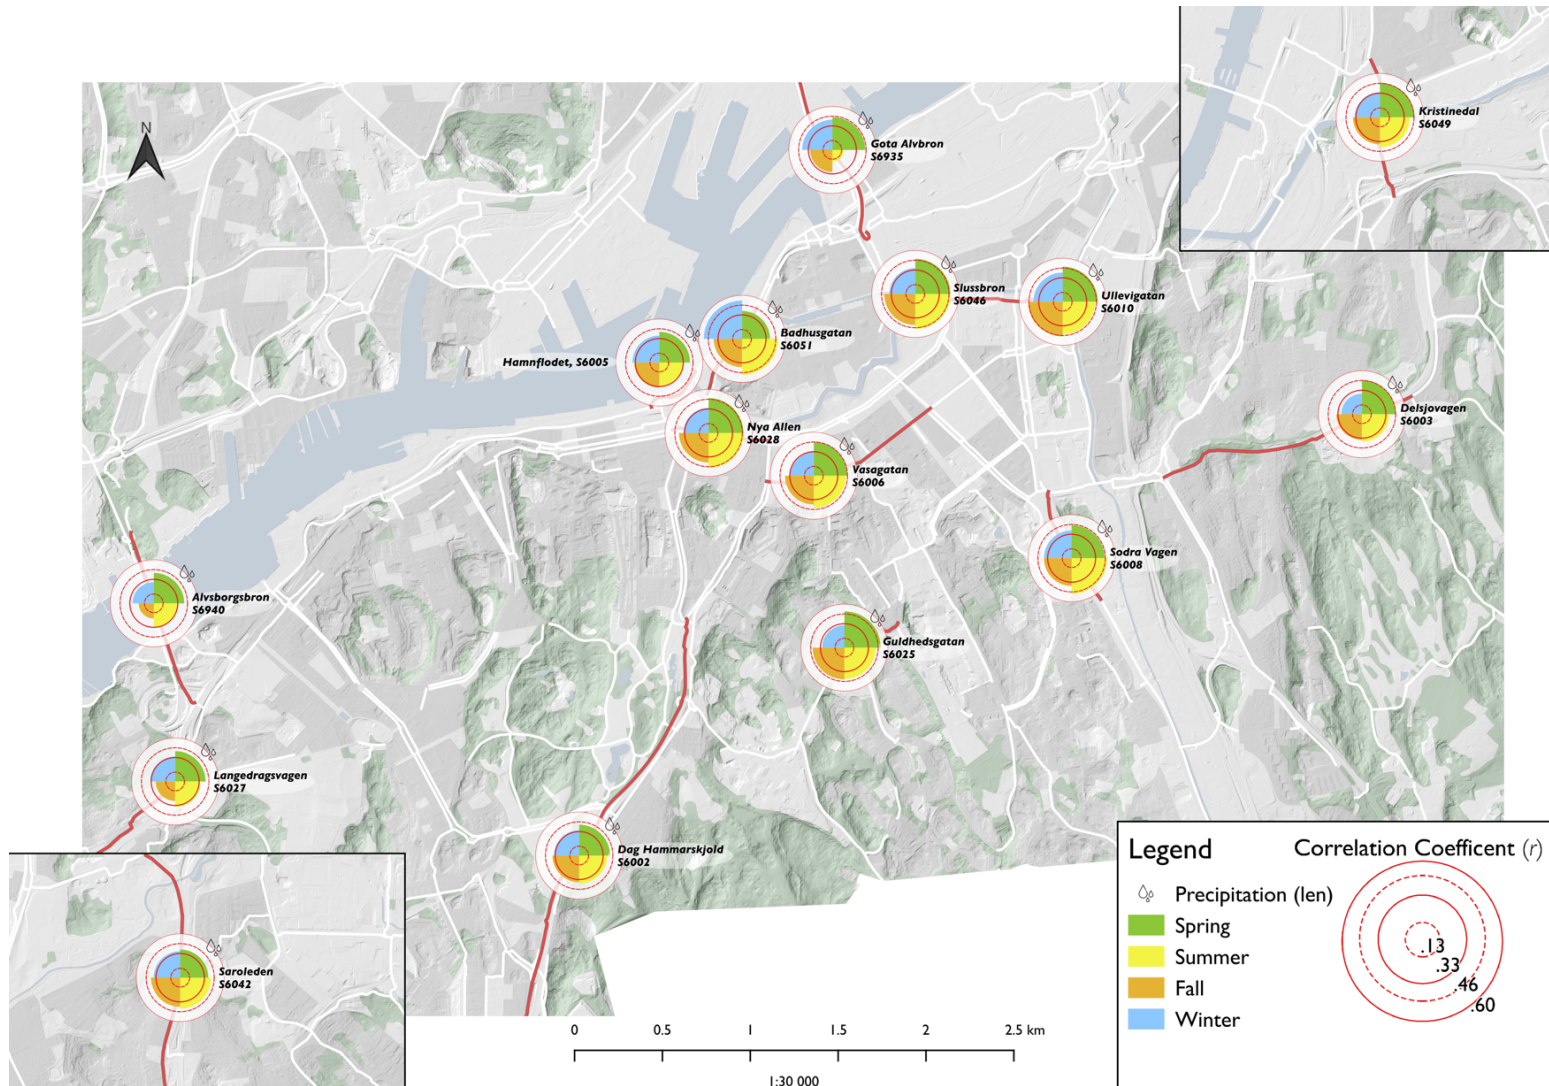 N
Kristinedal
S6049
Gota Alvbron
S6935
Slussbron
S6046
Ullevigatan
S6010
Badhusgatan
S6051
Hamnflodet, S6005
Nya Allen
S6028
Delsjovagen
S6003
Vasagatan
S6006
Sodra Vagen
S6008
Alvsborgsbron
S6940
Guldhedsgatan
S6025
Langedragsvagen
S6027
Dag Hammarskjold
S6002
Saroleden
S6042
0 0.5 1 1.5 2 2.5 km
1:30 000
Legend
Precipitation (len)
Spring
Summer
Fall
Winter
Correlation Coefficent (r)
.13
.33
.46
.60